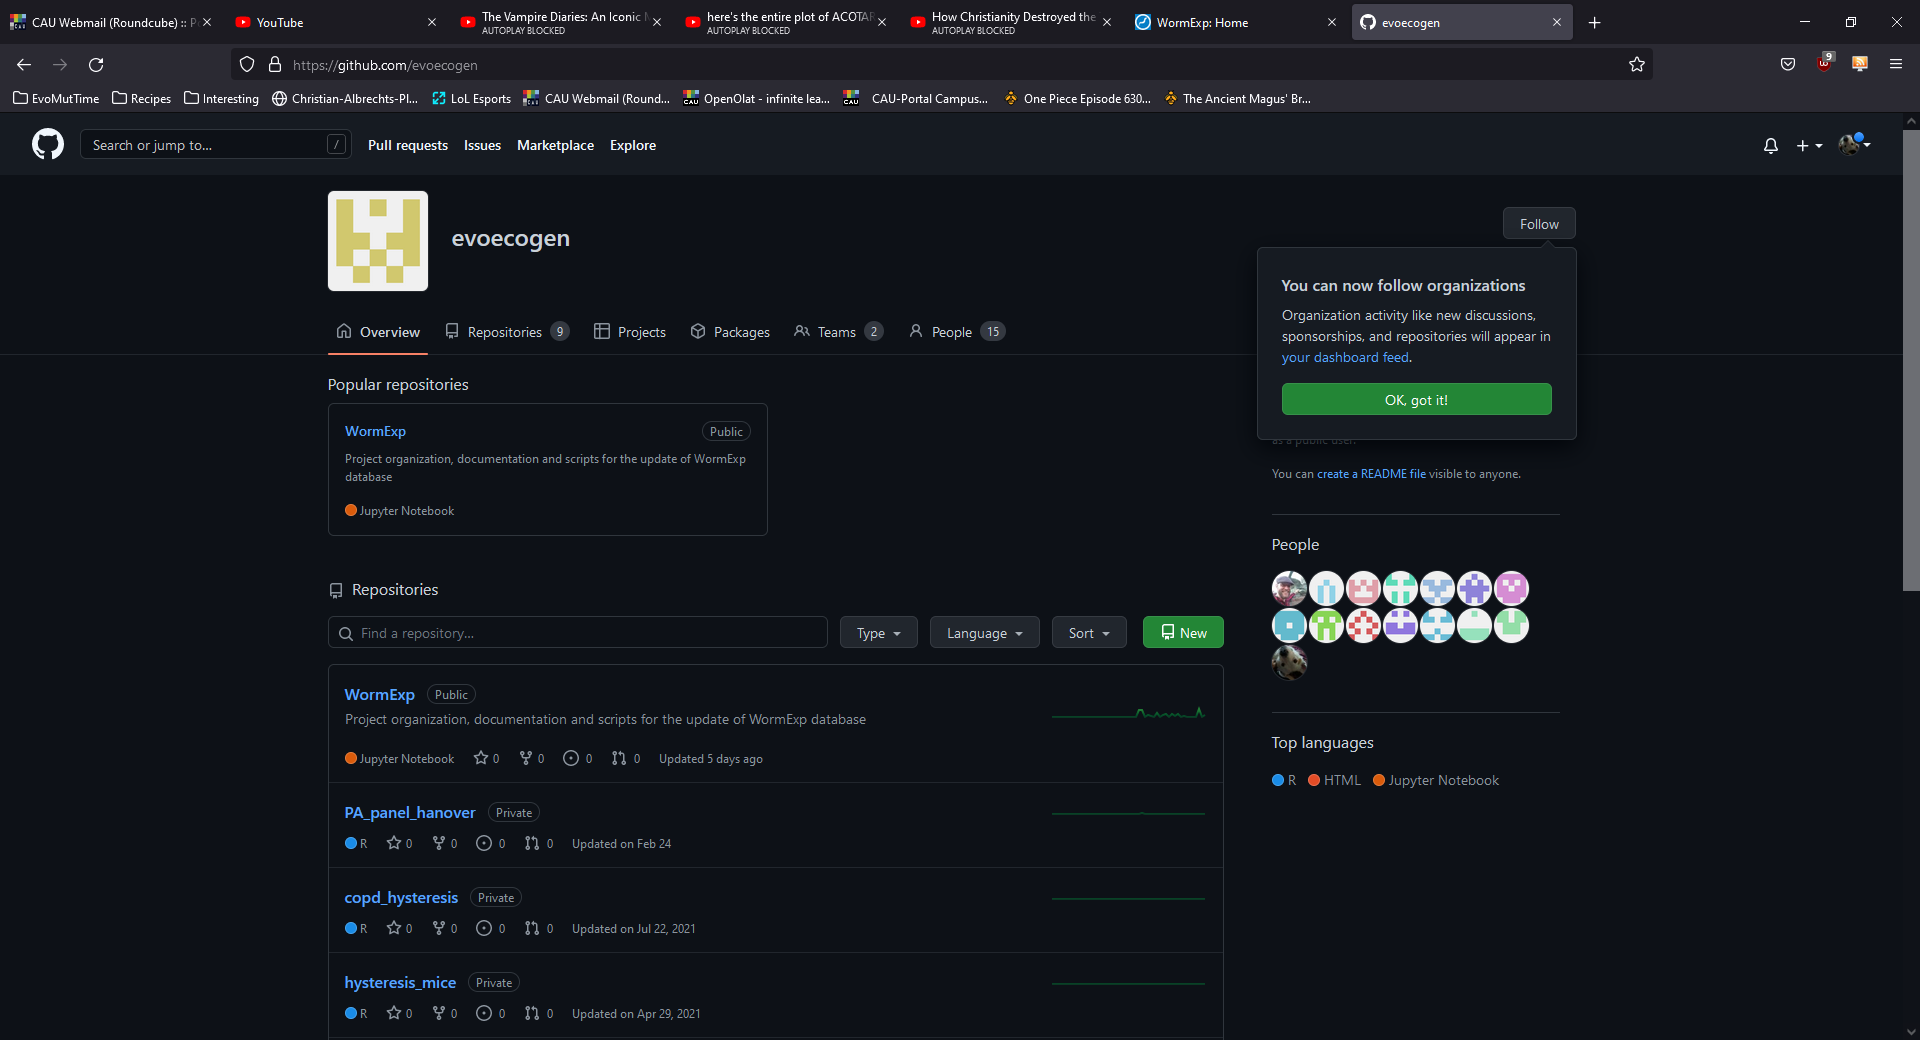 CAU Webmail (Roundcube) :: P
YouTube
The Vampire Diaries: An Iconic
AUTOPLAY BLOCKED
here's the entire plot of ACOTAR
AUTOPLAY BLOCKED
How Christianity Destroyed the
AUTOPLAY BLOCKED
WormExp: Home
evoecogen
https://github.com/evoecogen
9
EvoMutTime
Recipes
Interesting
Christian-Albrechts-Pl...
LoL Esports
CAU Webmail (Round...
OpenOlat - infinite lea...
CAU-Portal Campus...
One Piece Episode 630...
The Ancient Magus' Br...
Search or jump to...
/
Pull requests
Issues
Marketplace
Explore
evoecogen
Follow
You can now follow organizations
Organization activity like new discussions,
sponsorships, and repositories will appear in
your dashboard feed.
OK, got it!
Overview
Repositories 9
Projects
Packages
Teams 2
People 15
Popular repositories
WormExp
Public
Project organization, documentation and scripts for the update of WormExp
database
Jupyter Notebook
as a public user.
You can create a README file visible to anyone.
People
Repositories
Find a repository...
Type
Language
Sort
New
WormExp Public
Project organization, documentation and scripts for the update of WormExp database
Jupyter Notebook 0 0 0 0 Updated 5 days ago
PA_panel_hanover Private
R 0 0 0 0 Updated on Feb 24
copd_hysteresis Private
R 0 0 0 0 Updated on Jul 22, 2021
hysteresis_mice Private
R 0 0 0 0 Updated on Apr 29, 2021
Top languages
R HTML Jupyter Notebook